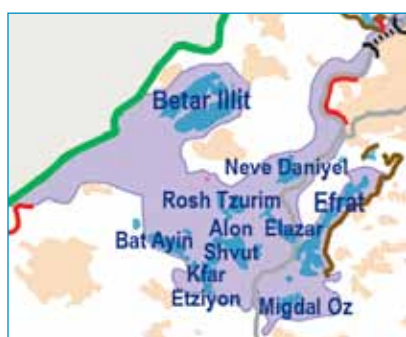 Betar Illit
Neve Daniyel
Rosh Tzurim
Efrat
Alon
Shvut
Elazar
Bat Ayin
Kfar
Etziyon
Migdal Oz